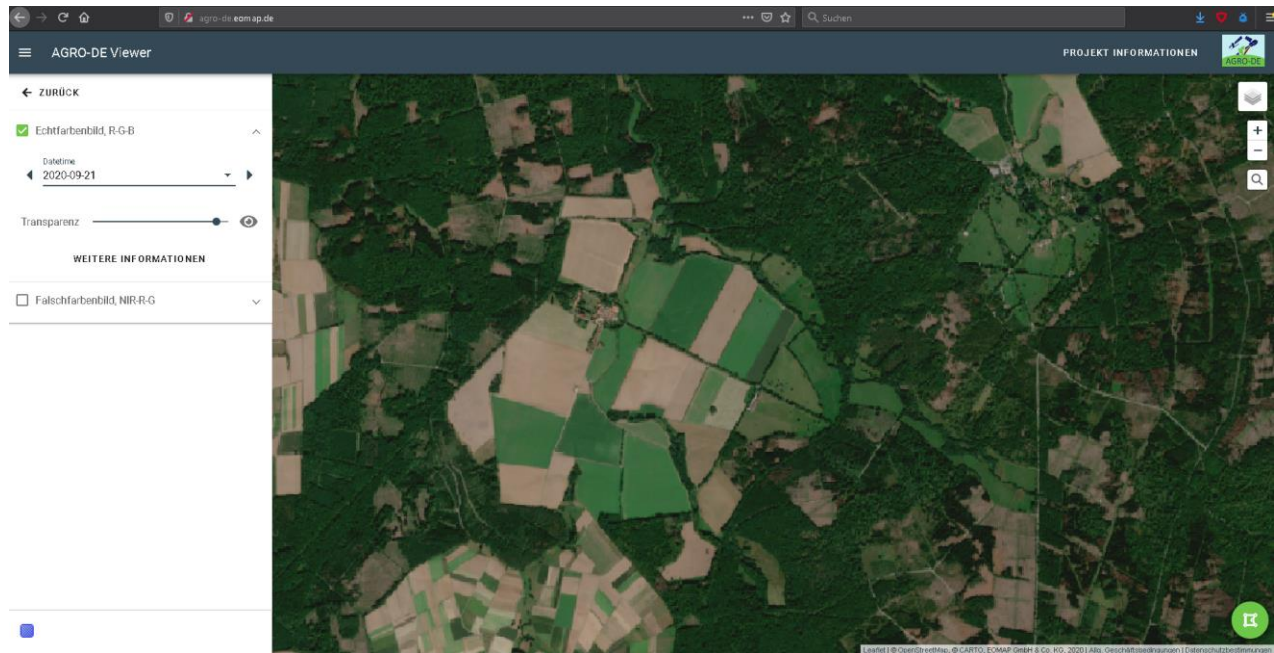 agro-de.eomap.de
Suchen
AGRO-DE Viewer
PROJEKT INFORMATIONEN
AGRO-DE
ZURÜCK
Echtfarbenbild, R-G-B
Datetime
2020-09-21
Transparenz
WEITERE INFORMATIONEN
Falschfarbenbild, NIR-R-G
+
−
Leaflet | © OpenStreetMap, © CARTO, EOMAP GmbH & Co. KG, 2020 | Allg. Geschäftsbedingungen | Datenschutzbestimmungen